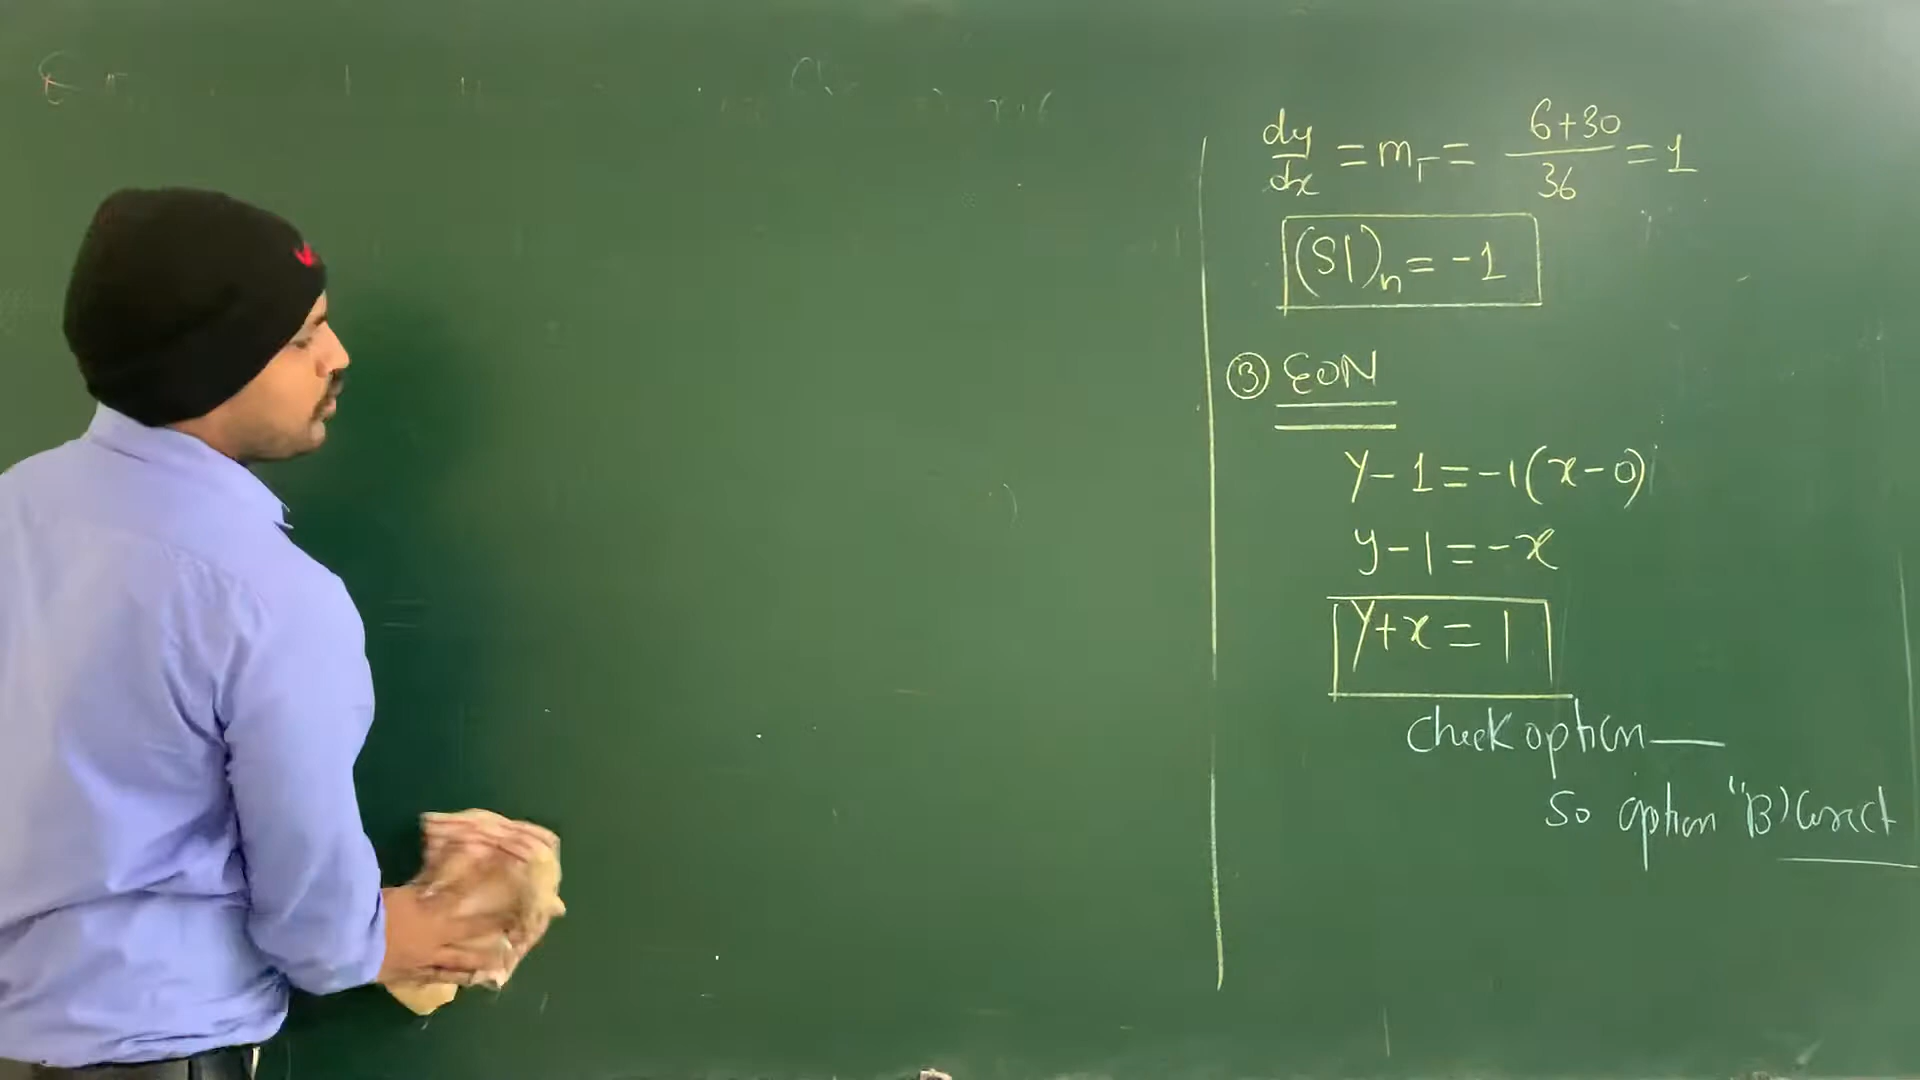 dy/dx = m_T = (6+30)/36 = 1
(Sl)_n = -1
③ EON
y-1=-1(x-0)
y-1=-x
y+x=1
Check option—
So option "B) Correct